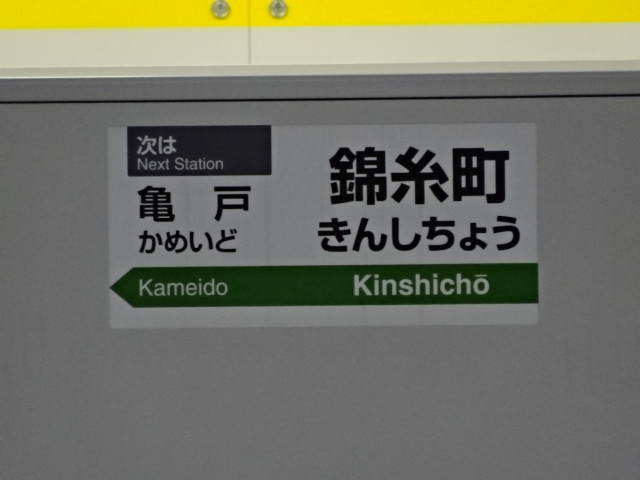 次は
Next Station
亀 戸
かめいど
Kameido
錦糸町
きんしちょう
Kinshichō